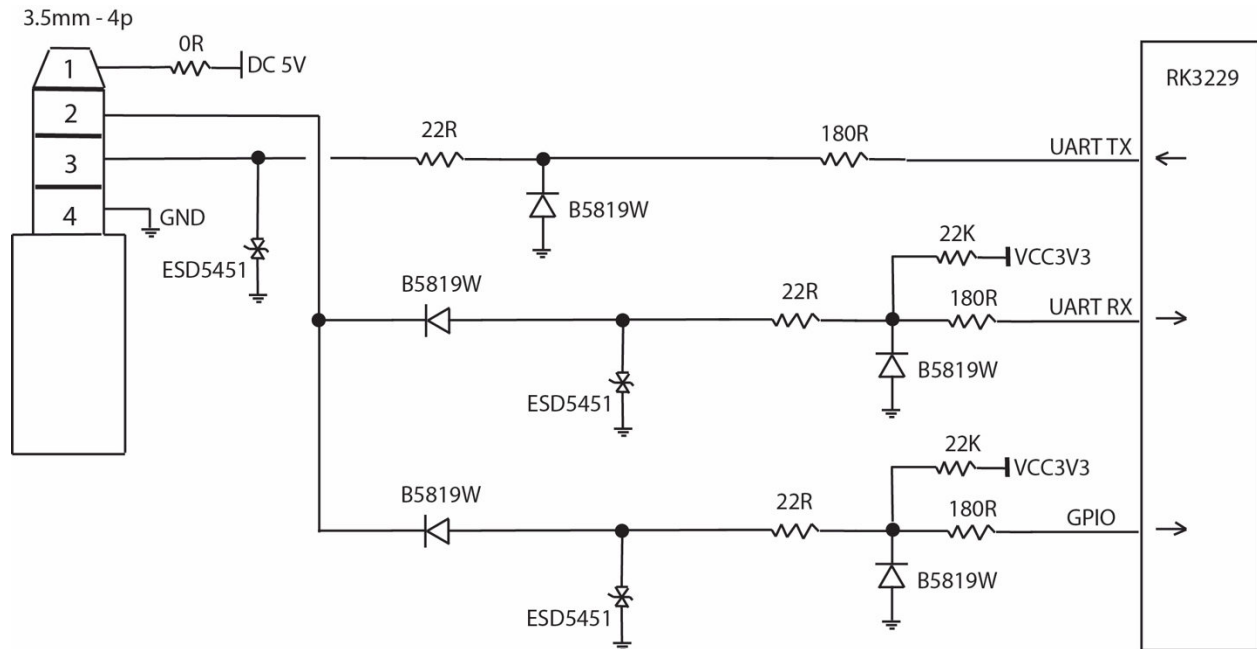 3.5mm - 4p
0R
1
DC 5V
RK3229
2
22R
180R
UART TX
3
B5819W
4
GND
22K
VCC3V3
ESD5451
B5819W
22R
180R
UART RX
B5819W
ESD5451
22K
VCC3V3
B5819W
22R
180R
GPIO
B5819W
ESD5451